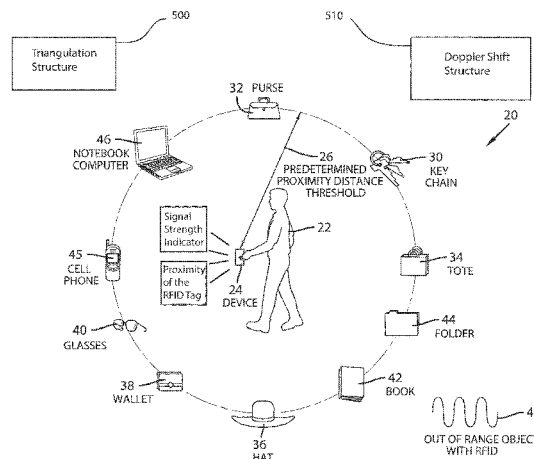 500
510
Triangulation
Structure
Doppler Shift
Structure
32
PURSE
20
46
NOTEBOOK
COMPUTER
26
PREDETERMINED
PROXIMITY DISTANCE
THRESHOLD
30
KEY
CHAIN
Signal
Strength
Indicator
22
45
CELL
PHONE
Proximity
of the
RFID Tag
24
DEVICE
34
TOTE
40
GLASSES
44
FOLDER
38
WALLET
42
BOOK
36
HAT
4
OUT OF RANGE OBJEC
WITH RFID